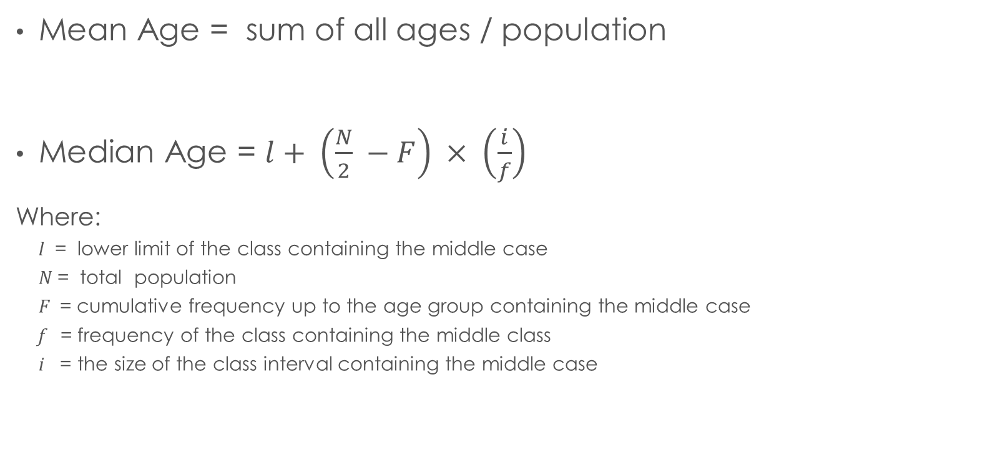 • Mean Age = sum of all ages / population
• Median Age = l + (N/2 − F) × (i/f)
Where:
l = lower limit of the class containing the middle case
N = total population
F = cumulative frequency up to the age group containing the middle case
f = frequency of the class containing the middle class
i = the size of the class interval containing the middle case